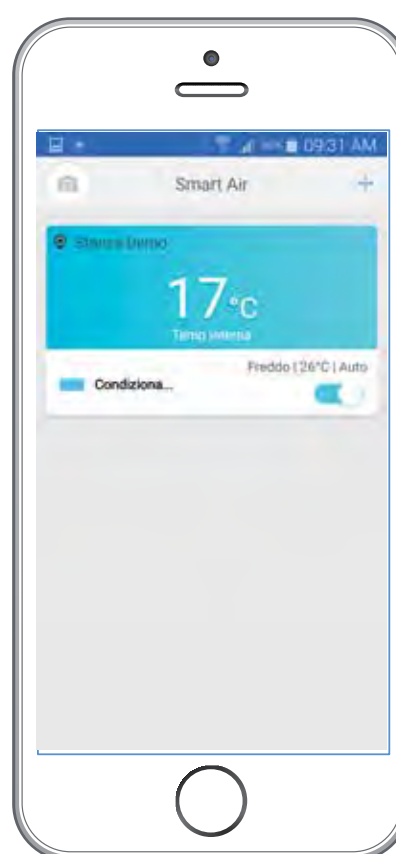 09:31 AM
Smart Air
Stanza Demo
17°C
Temp interna
Freddo | 26°C | Auto
Condiziona...